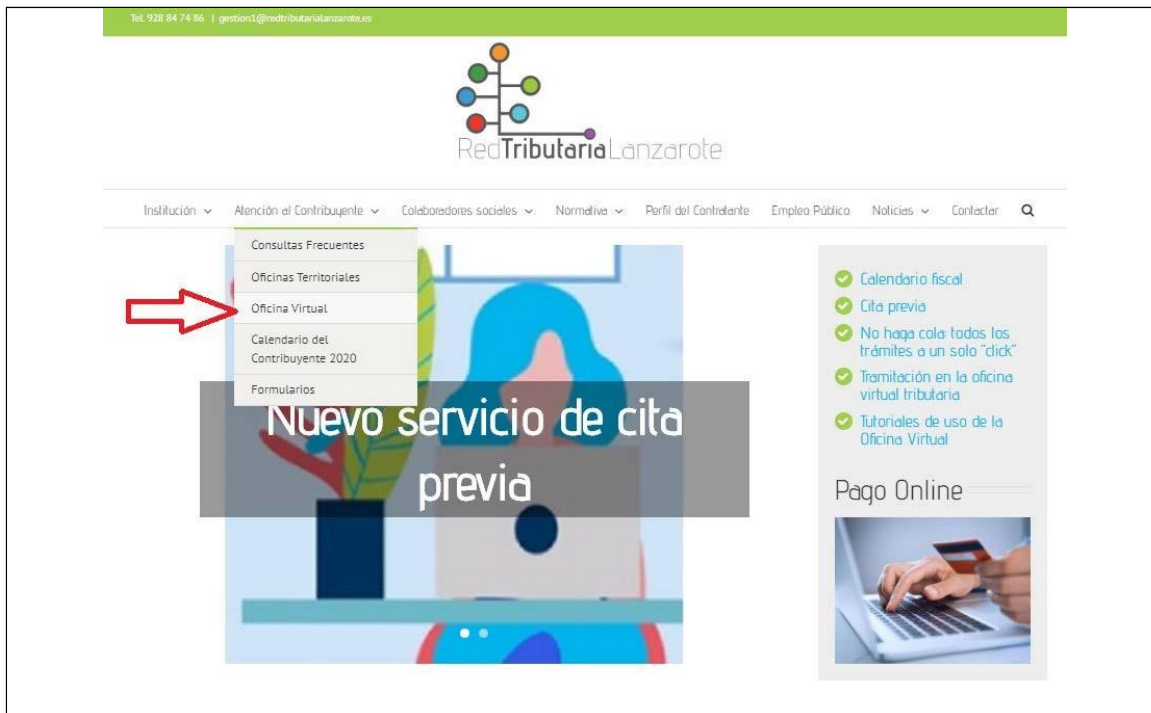 Tel. 928 84 74 86 | gestion1@redtributarialanzarote.es
RedTributariaLanzarote
Institución Atención al Contribuyente Colaboradores sociales Normativa Perfil del Contratante Empleo Público Noticias Contactar
Consultas Frecuentes
Oficinas Territoriales
Oficina Virtual
Calendario del
Contribuyente 2020
Formularios
Nuevo servicio de cita
previa
Calendario fiscal
Cita previa
No haga cola: todos los
trámites a un solo "click"
Tramitación en la oficina
virtual tributaria
Tutoriales de uso de la
Oficina Virtual
Pago Online